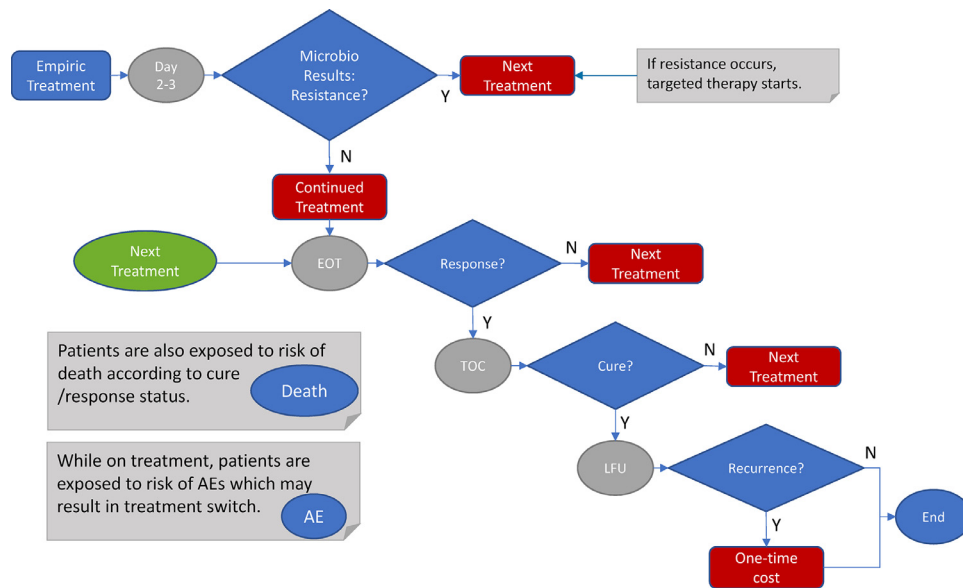 Empiric
Treatment
Day
2-3
Microbio
Results:
Resistance?
Y
Next
Treatment
If resistance occurs,
targeted therapy starts.
N
Continued
Treatment
Next
Treatment
EOT
Response?
N
Next
Treatment
Y
TOC
Cure?
N
Next
Treatment
Y
LFU
Recurrence?
N
End
Y
One-time
cost
Patients are also exposed to risk of
death according to cure
/response status.
Death
While on treatment, patients are
exposed to risk of AEs which may
result in treatment switch.
AE